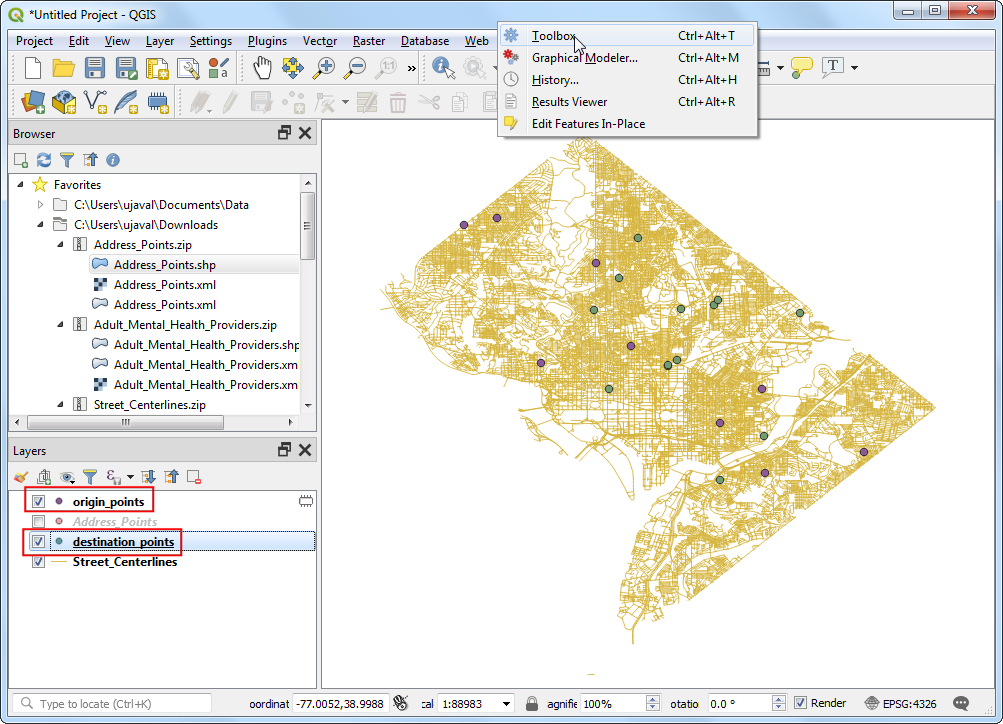 *Untitled Project - QGIS
Project Edit View Layer Settings Plugins Vector Raster Database Web
Toolbox Ctrl+Alt+T
Graphical Modeler... Ctrl+Alt+M
History... Ctrl+Alt+H
Results Viewer Ctrl+Alt+R
Edit Features In-Place
1:1
»
T
Browser
Favorites
C:\Users\ujaval\Documents\Data
C:\Users\ujaval\Downloads
Address_Points.zip
Address_Points.shp
Address_Points.xml
Address_Points.xml
Adult_Mental_Health_Providers.zip
Adult_Mental_Health_Providers.shp
Adult_Mental_Health_Providers.xm
Adult_Mental_Health_Providers.xm
Street_Centerlines.zip
Layers
origin_points
Address_Points
destination_points
Street_Centerlines
Type to locate (Ctrl+K)
oordinat -77.0052,38.9988 cal 1:88983 agnifie 100% otatio 0.0 ° Render EPSG:4326